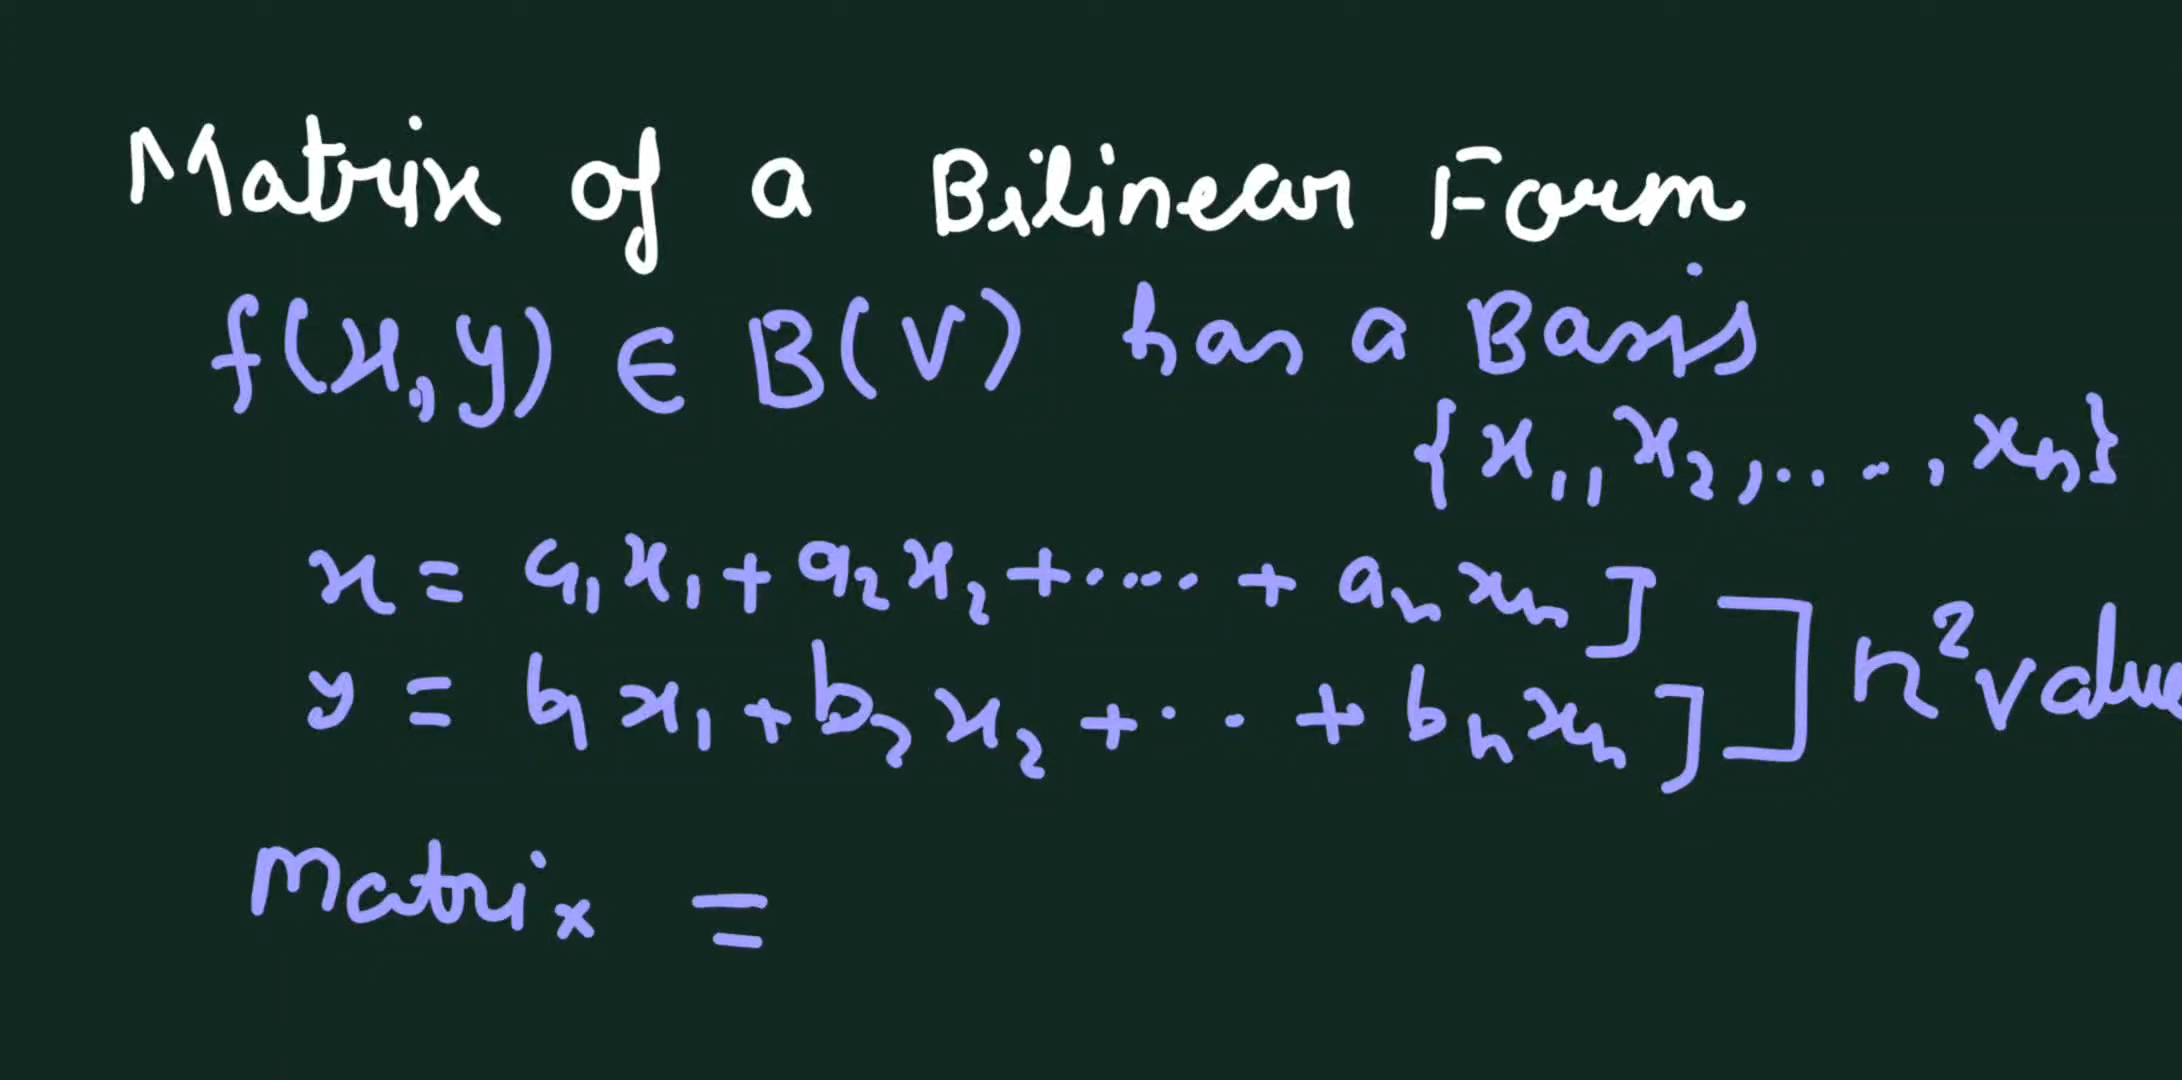 Matrix of a Bilinear Form
f(x, y) ∈ B(V) has a Basis
{x₁, x₂, . . . . , xₙ}
x = a₁x₁ + a₂x₂ + . . . . + aₙxₙ ]
y = b₁x₁ + b₂x₂ + . . + bₙxₙ ] ] n² value
Matrix =